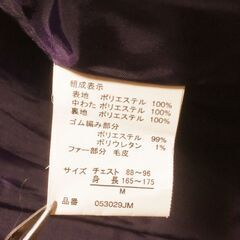 組成表示
表地 ポリエステル 100%
中わた ポリエステル 100%
裏地 ポリエステル 100%
ゴム編み部分
ポリエステル 99%
ポリウレタン 1%
ファー部分 毛皮
サイズ チェスト 88〜96
身長 165〜175
M
品番 053029JM